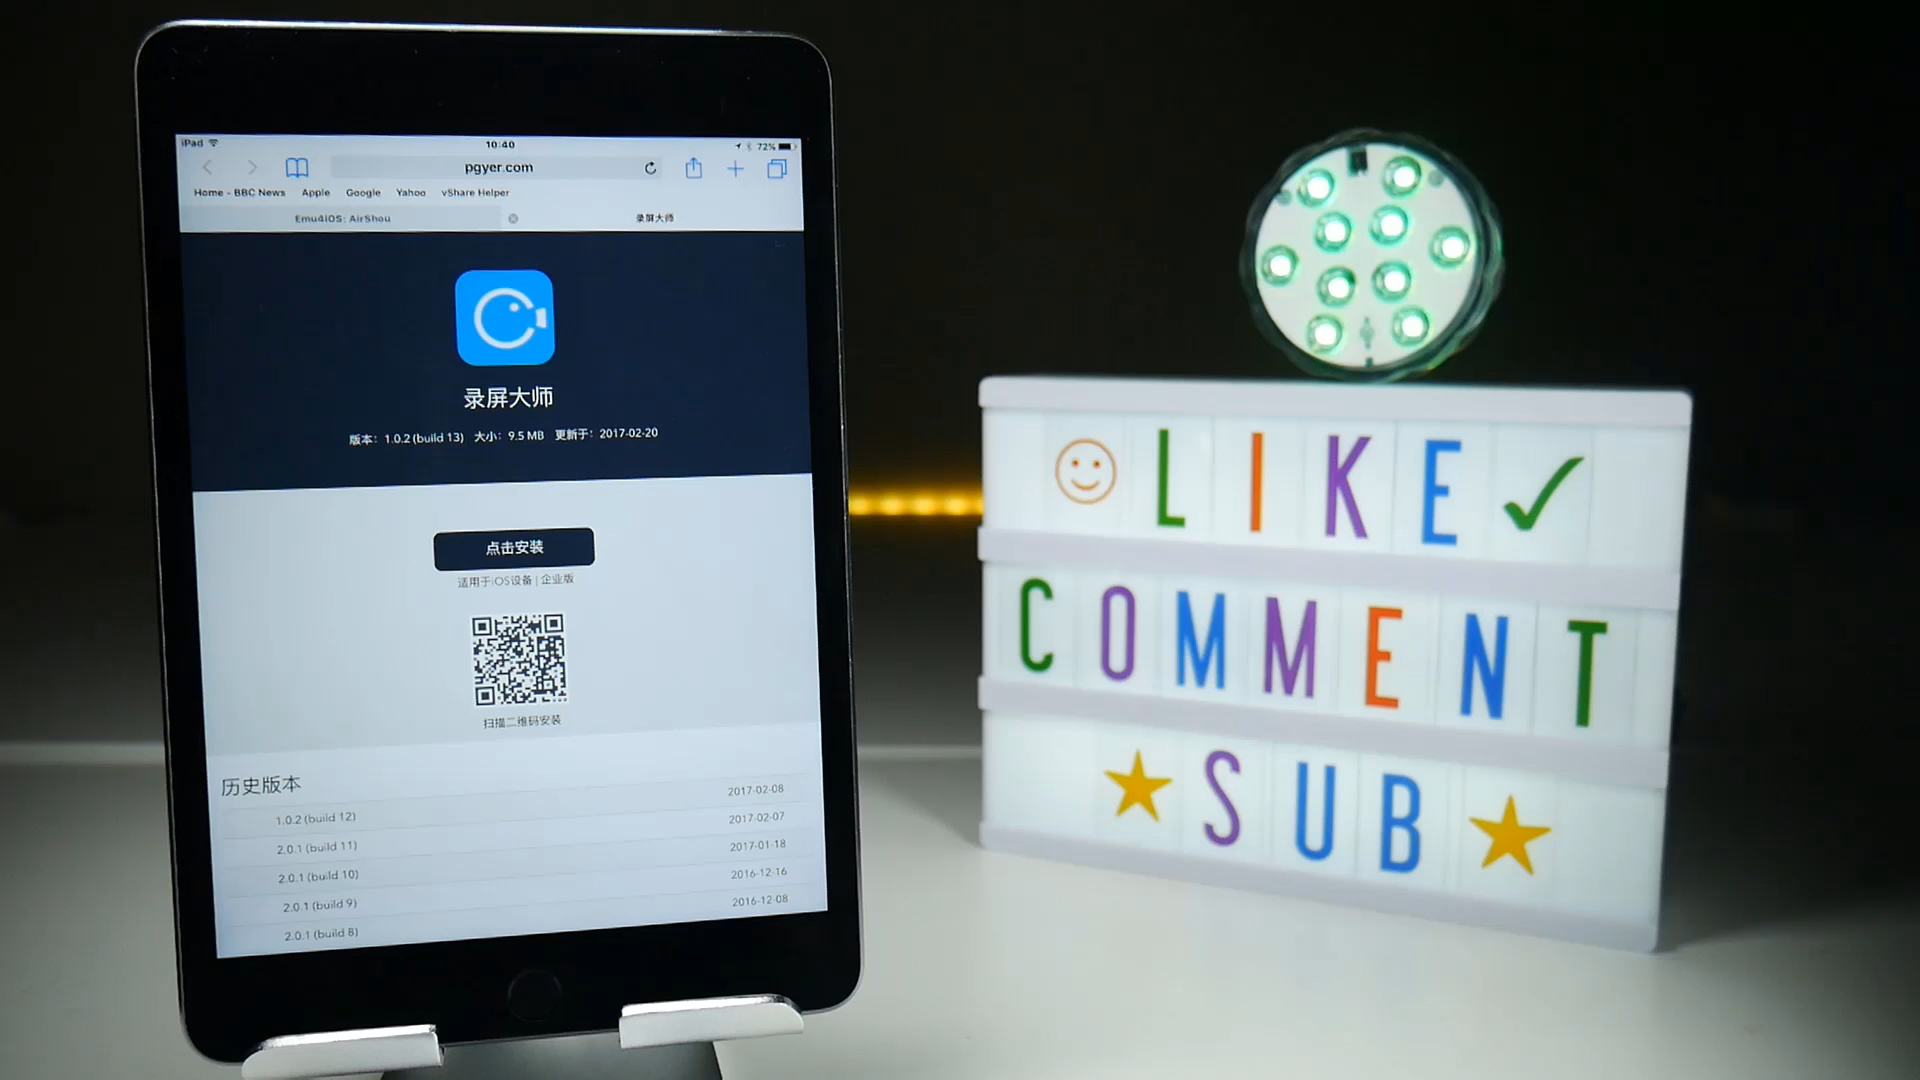 iPad
10:40
72%
pgyer.com
Home - BBC News Apple Google Yahoo vShare Helper
Emu4iOS: AirShou
录屏大师
录屏大师
版本：1.0.2 (build 13) 大小：9.5 MB 更新于：2017-02-20
点击安装
适用于iOS设备 | 企业版
扫描二维码安装
历史版本
1.0.2 (build 12) 2017-02-08
2.0.1 (build 11) 2017-02-07
2.0.1 (build 10) 2017-01-18
2.0.1 (build 9) 2016-12-16
2.0.1 (build 8) 2016-12-08
LIKE
COMMENT
SUB